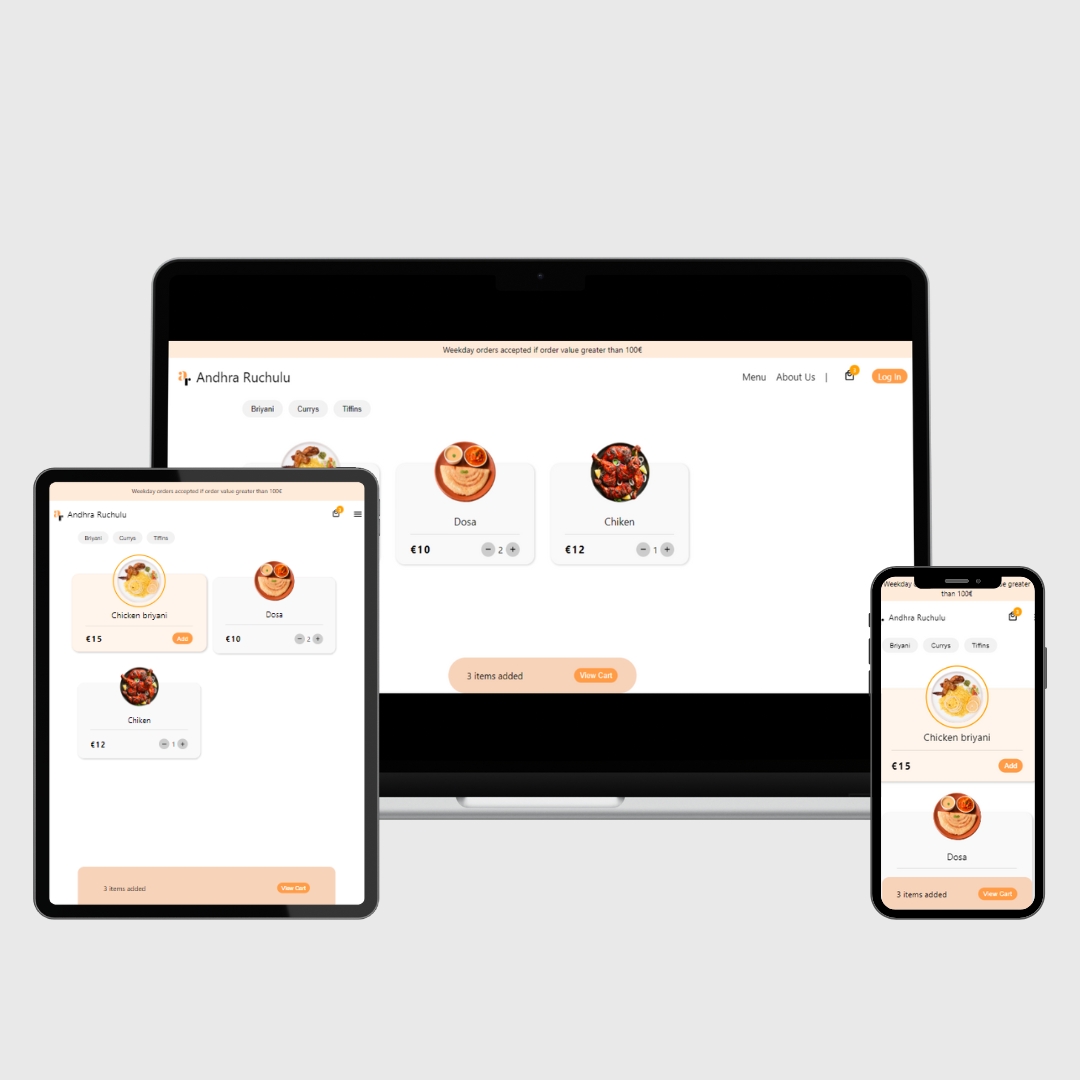 Weekday orders accepted if order value greater than 100€
ar Andhra Ruchulu
Menu About Us | Log In
Briyani Currys Tiffins
Dosa
€10 − 2 +
Chiken
€12 − 1 +
3 items added View Cart
Weekday orders accepted if order value greater than 100€
ar Andhra Ruchulu
Briyani Currys Tiffins
Chicken briyani
€15 Add
Dosa
€10 − 2 +
Chiken
€12 − 1 +
3 items added View Cart
Weekday greater
than 100€
Andhra Ruchulu
Briyani Currys Tiffins
Chicken briyani
€15 Add
Dosa
3 items added View Cart